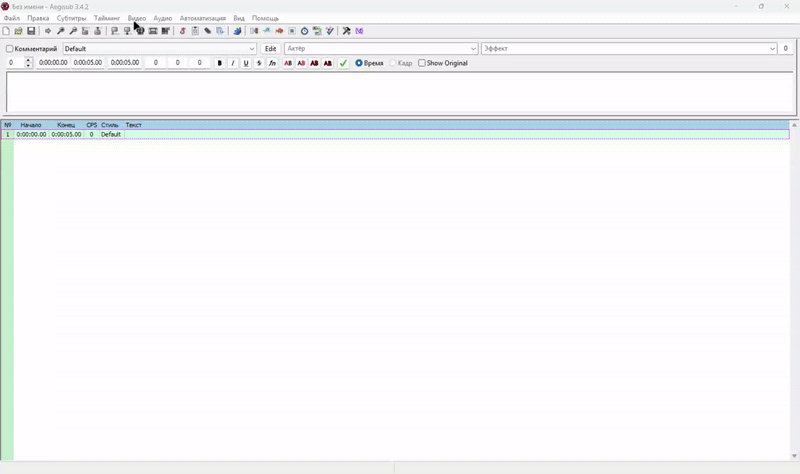 Без имени - Aegisub 3.4.2
Файл Правка Субтитры Тайминг Видео Аудио Автоматизация Вид Помощь
Комментарий Default Edit Актёр Эффект 0
0 0:00:00.00 0:00:05.00 0:00:05.00 0 0 0 B I U S fn AB AB AB AB Время Кадр Show Original
№ Начало Конец CPS Стиль Текст
1 0:00:00.00 0:00:05.00 0 Default